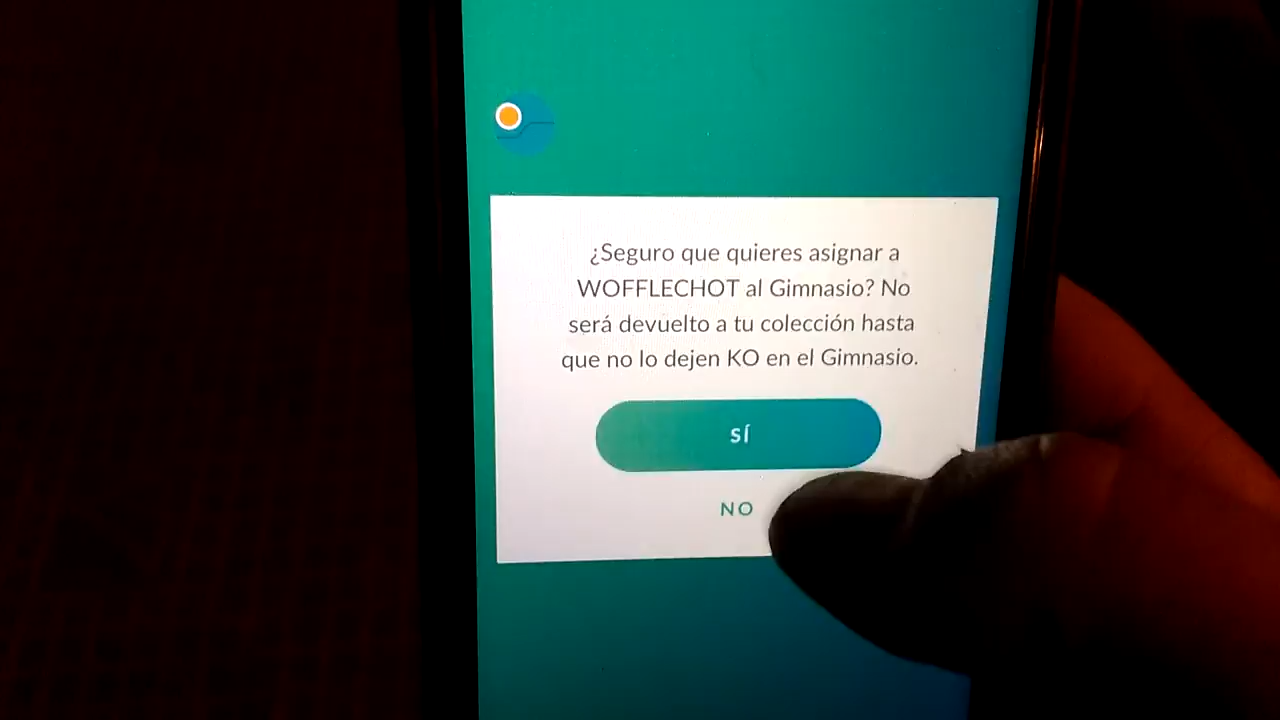 ¿Seguro que quieres asignar a
WOFFLECHOT al Gimnasio? No
será devuelto a tu colección hasta
que no lo dejen KO en el Gimnasio.
SÍ
NO